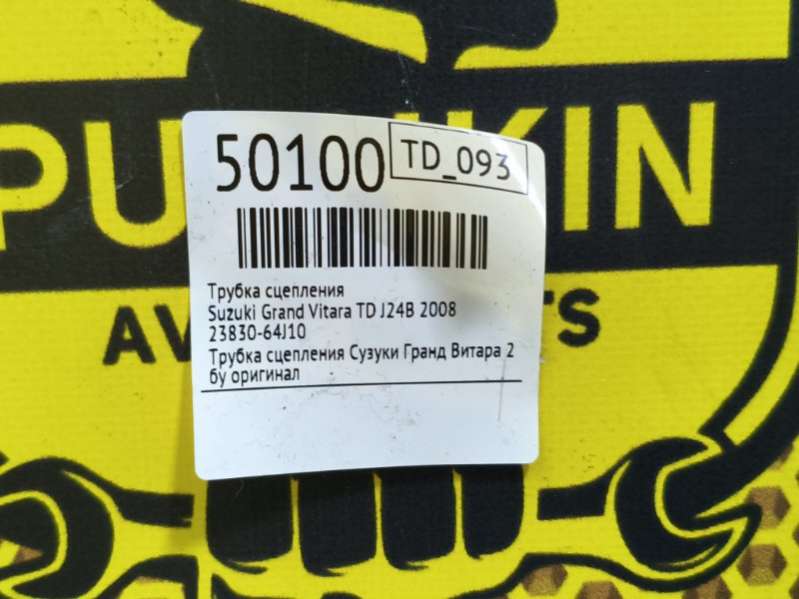 50100 TD_093
Трубка сцепления
Suzuki Grand Vitara TD J24B 2008
23830-64J10
Трубка сцепления Сузуки Гранд Витара 2
бу оригинал